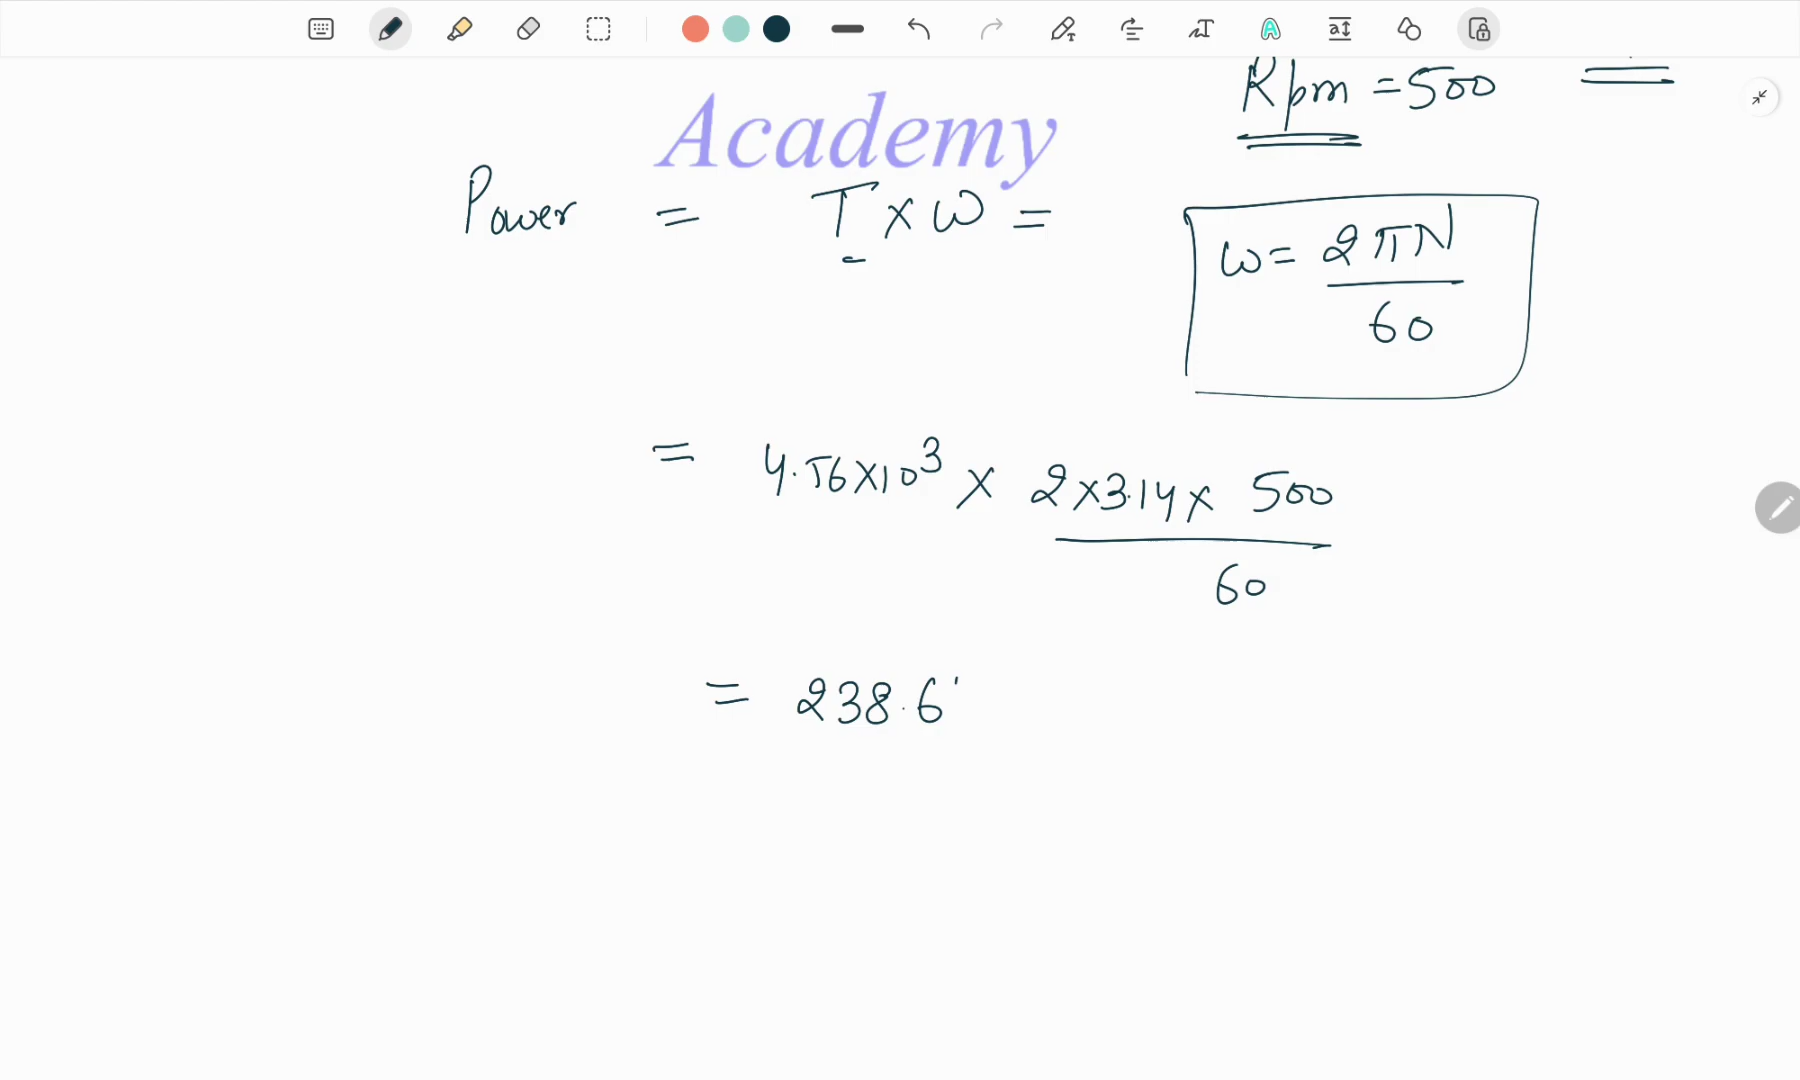 Rpm = 500
Academy
Power = T × ω =
ω = 2πN
60
= 4.56×10³ × 2×3.14× 500
60
= 238.6